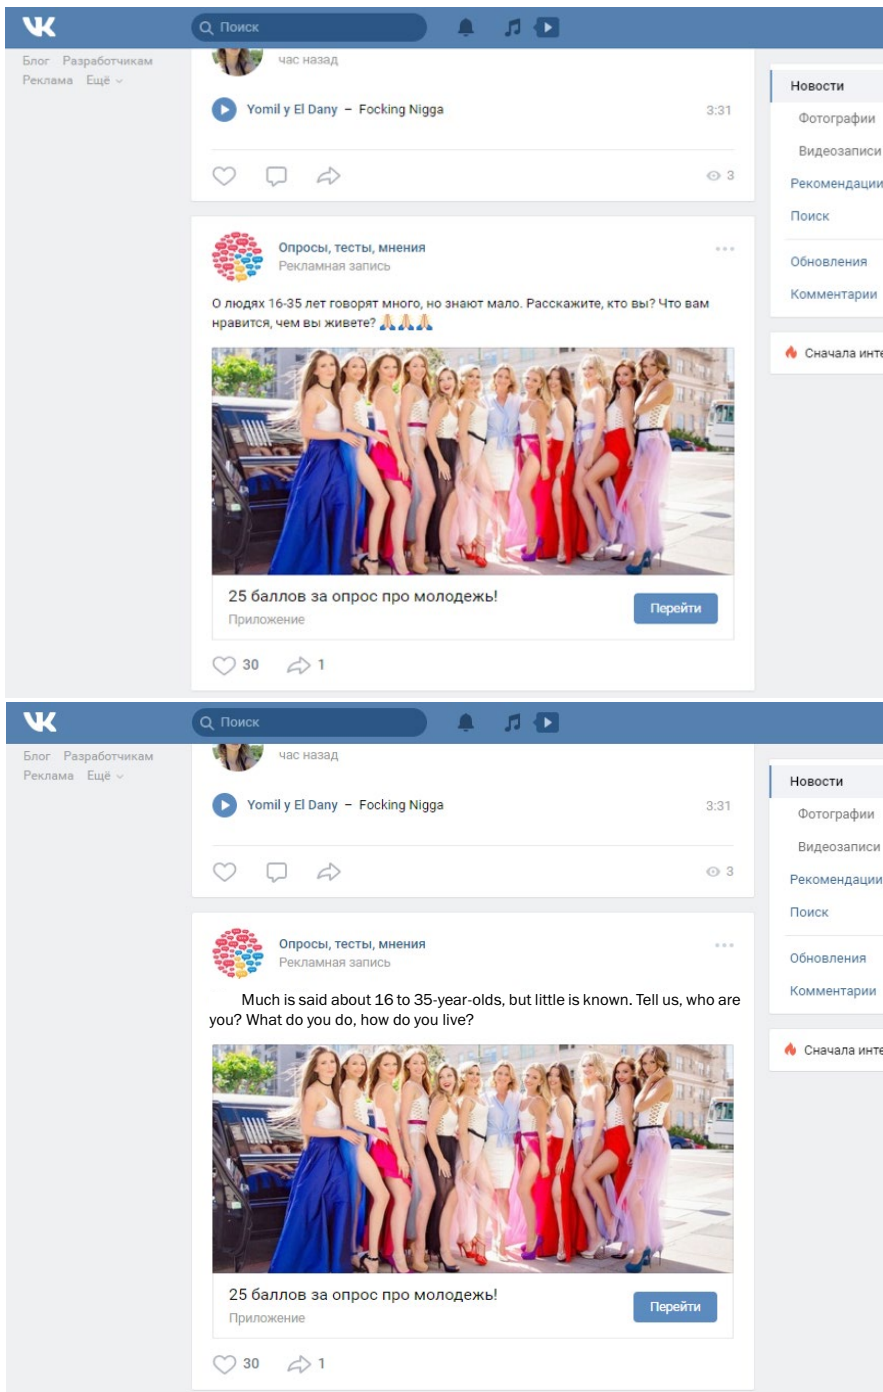 Поиск
Блог Разработчикам
Реклама Ещё
час назад
Yomil y El Dany – Focking Nigga 3:31
3
Опросы, тесты, мнения
Рекламная запись
О людях 16-35 лет говорят много, но знают мало. Расскажите, кто вы? Что вам
нравится, чем вы живете? 🙏🙏🙏
25 баллов за опрос про молодежь!
Приложение
Перейти
30 1
Новости
Фотографии
Видеозаписи
Рекомендации
Поиск
Обновления
Комментарии
Сначала инте
Поиск
Блог Разработчикам
Реклама Ещё
час назад
Yomil y El Dany – Focking Nigga 3:31
3
Опросы, тесты, мнения
Рекламная запись
Much is said about 16 to 35-year-olds, but little is known. Tell us, who are
you? What do you do, how do you live?
25 баллов за опрос про молодежь!
Приложение
Перейти
30 1
Новости
Фотографии
Видеозаписи
Рекомендации
Поиск
Обновления
Комментарии
Сначала инте